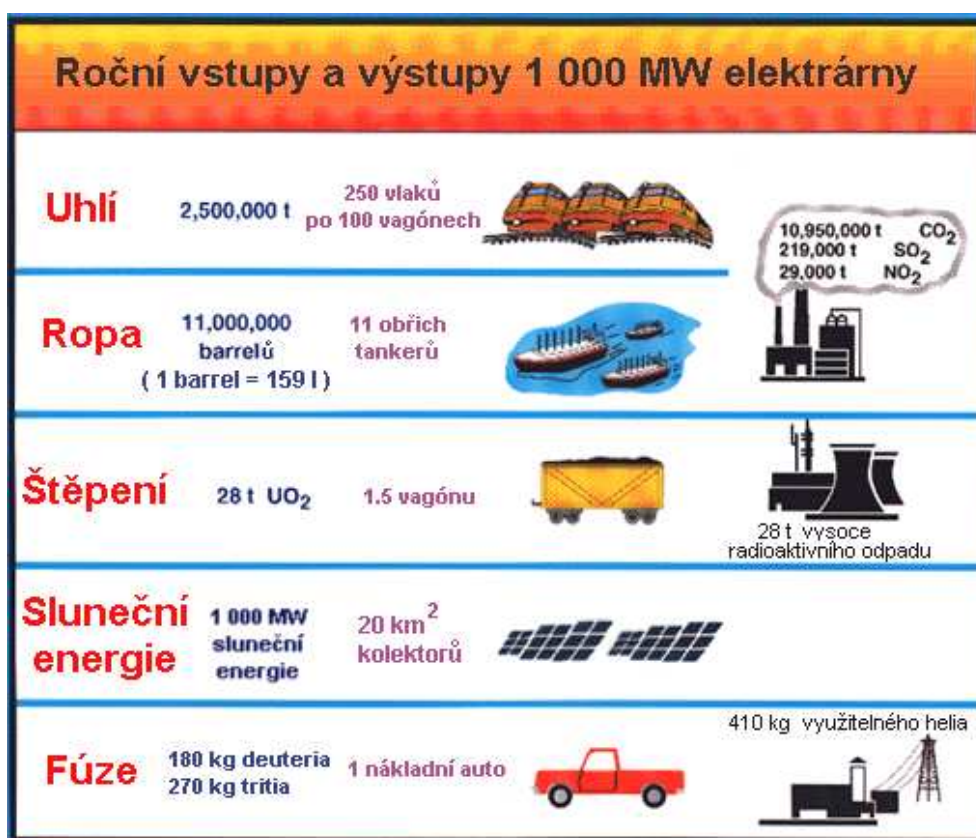 Roční vstupy a výstupy 1 000 MW elektrárny
Uhlí
2,500,000 t
250 vlaků
po 100 vagónech
10,950,000 t CO2
219,000 t SO2
29,000 t NO2
Ropa
11,000,000
barrelů
( 1 barrel = 159 l )
11 obřich
tankerů
Štěpení
28 t UO2
1.5 vagónu
28 t vysoce
radioaktivního odpadu
Sluneční
energie
1 000 MW
sluneční
energie
20 km2
kolektorů
Fúze
180 kg deuteria
270 kg tritia
1 nákladní auto
410 kg využitelného helia